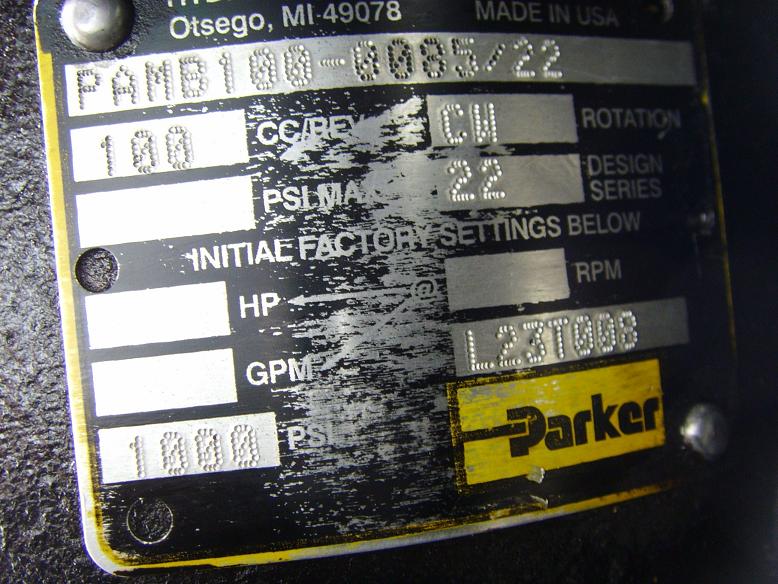 Otsego, MI 49078 MADE IN USA
PAMB100-0085/22
100 CC/REV CW ROTATION
PSI MAX 22 DESIGN SERIES
INITIAL FACTORY SETTINGS BELOW
HP @ RPM
GPM L23T008
1000 PSI Parker